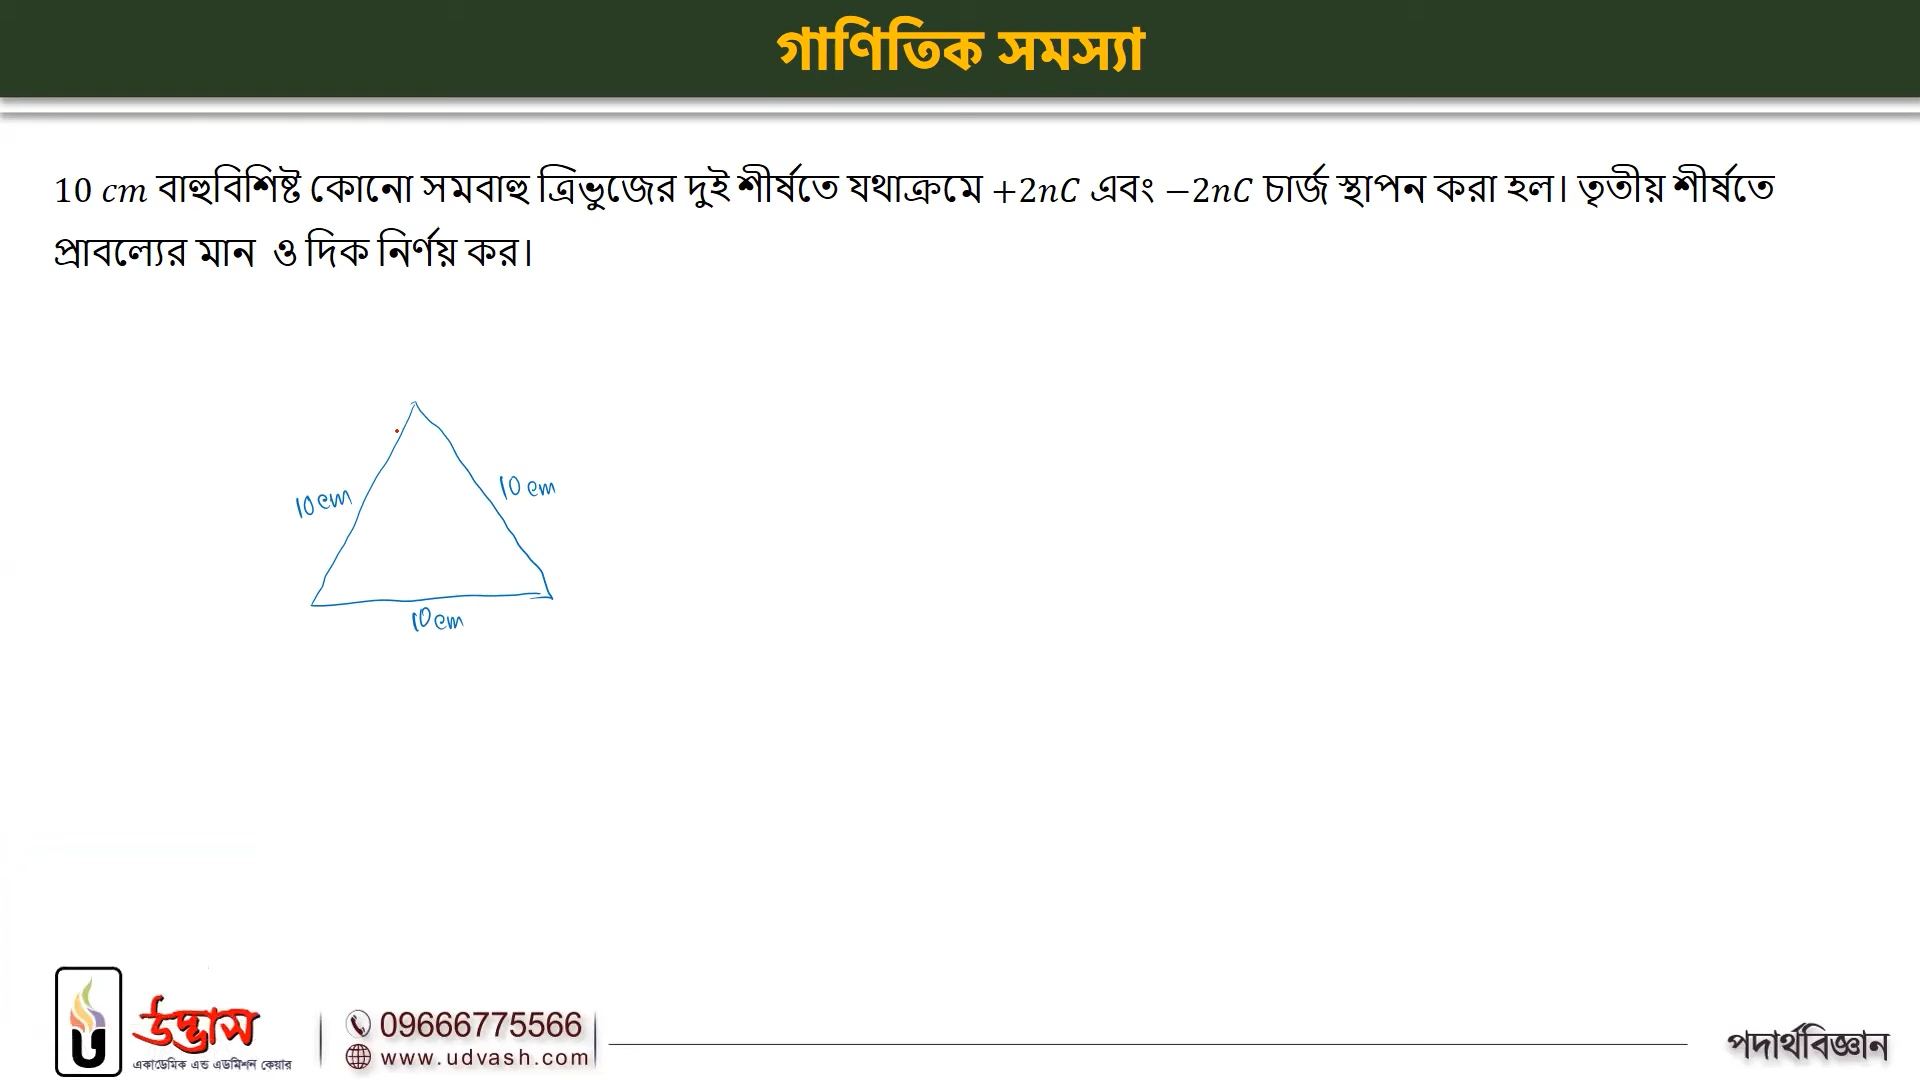 গাণিতিক সমস্যা
10 cm বাহুবিশিষ্ট কোনো সমবাহু ত্রিভুজের দুই শীর্ষতে যথাক্রমে +2nC এবং −2nC চার্জ স্থাপন করা হল। তৃতীয় শীর্ষতে
প্রাবল্যের মান ও দিক নির্ণয় কর।
10 cm
10 cm
10 cm
উদ্ভাস
একাডেমিক এন্ড এডমিশন কেয়ার
09666775566
www.udvash.com
পদার্থবিজ্ঞান